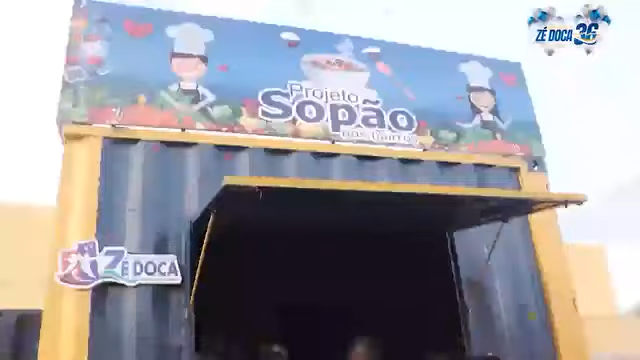 ZÉ DOCA 36
Projeto
Sopão
nos bairros
ZÉ DOCA